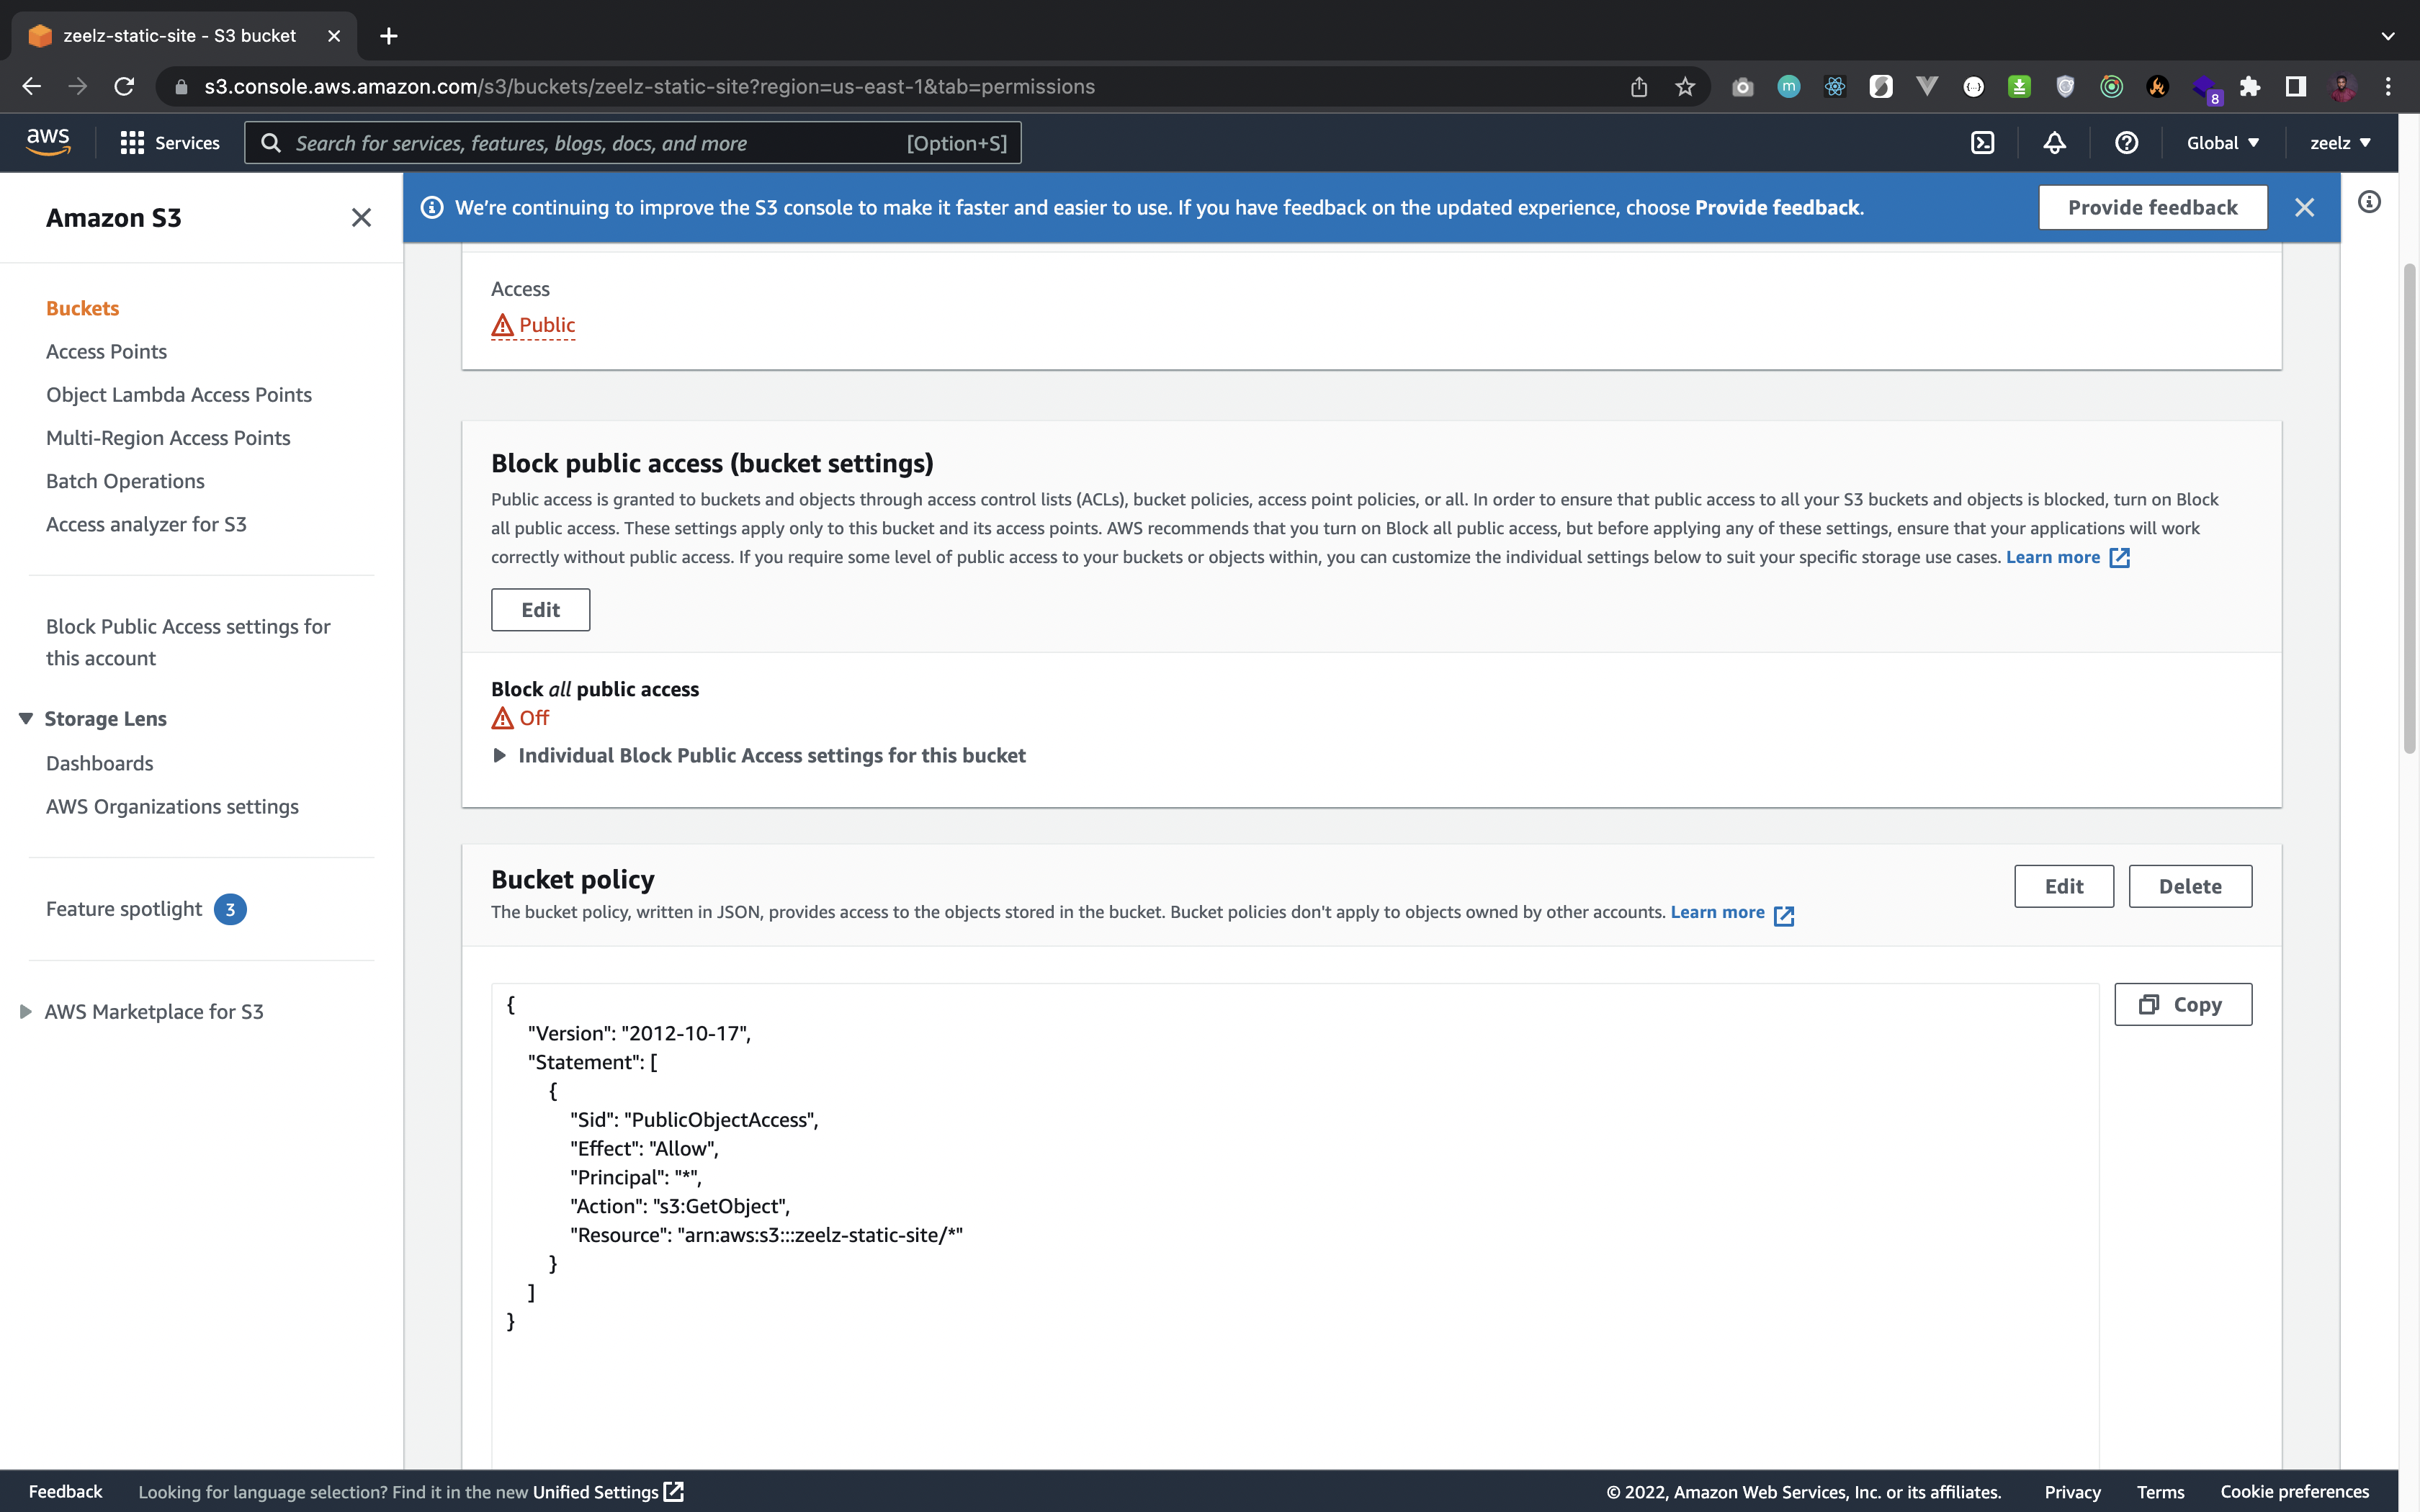 zeelz-static-site - S3 bucket
s3.console.aws.amazon.com/s3/buckets/zeelz-static-site?region=us-east-1&tab=permissions
m
8
aws
Services
Search for services, features, blogs, docs, and more
[Option+S]
Global
zeelz
Amazon S3
Buckets
Access Points
Object Lambda Access Points
Multi-Region Access Points
Batch Operations
Access analyzer for S3
Block Public Access settings for
this account
Storage Lens
Dashboards
AWS Organizations settings
Feature spotlight 3
AWS Marketplace for S3
We're continuing to improve the S3 console to make it faster and easier to use. If you have feedback on the updated experience, choose Provide feedback.
Provide feedback
Access
Public
Block public access (bucket settings)
Public access is granted to buckets and objects through access control lists (ACLs), bucket policies, access point policies, or all. In order to ensure that public access to all your S3 buckets and objects is blocked, turn on Block
all public access. These settings apply only to this bucket and its access points. AWS recommends that you turn on Block all public access, but before applying any of these settings, ensure that your applications will work
correctly without public access. If you require some level of public access to your buckets or objects within, you can customize the individual settings below to suit your specific storage use cases. Learn more
Edit
Block all public access
Off
Individual Block Public Access settings for this bucket
Bucket policy
The bucket policy, written in JSON, provides access to the objects stored in the bucket. Bucket policies don't apply to objects owned by other accounts. Learn more
Edit
Delete
Copy
{
"Version": "2012-10-17",
"Statement": [
{
"Sid": "PublicObjectAccess",
"Effect": "Allow",
"Principal": "*",
"Action": "s3:GetObject",
"Resource": "arn:aws:s3:::zeelz-static-site/*"
}
]
}
Feedback
Looking for language selection? Find it in the new Unified Settings
© 2022, Amazon Web Services, Inc. or its affiliates.
Privacy
Terms
Cookie preferences